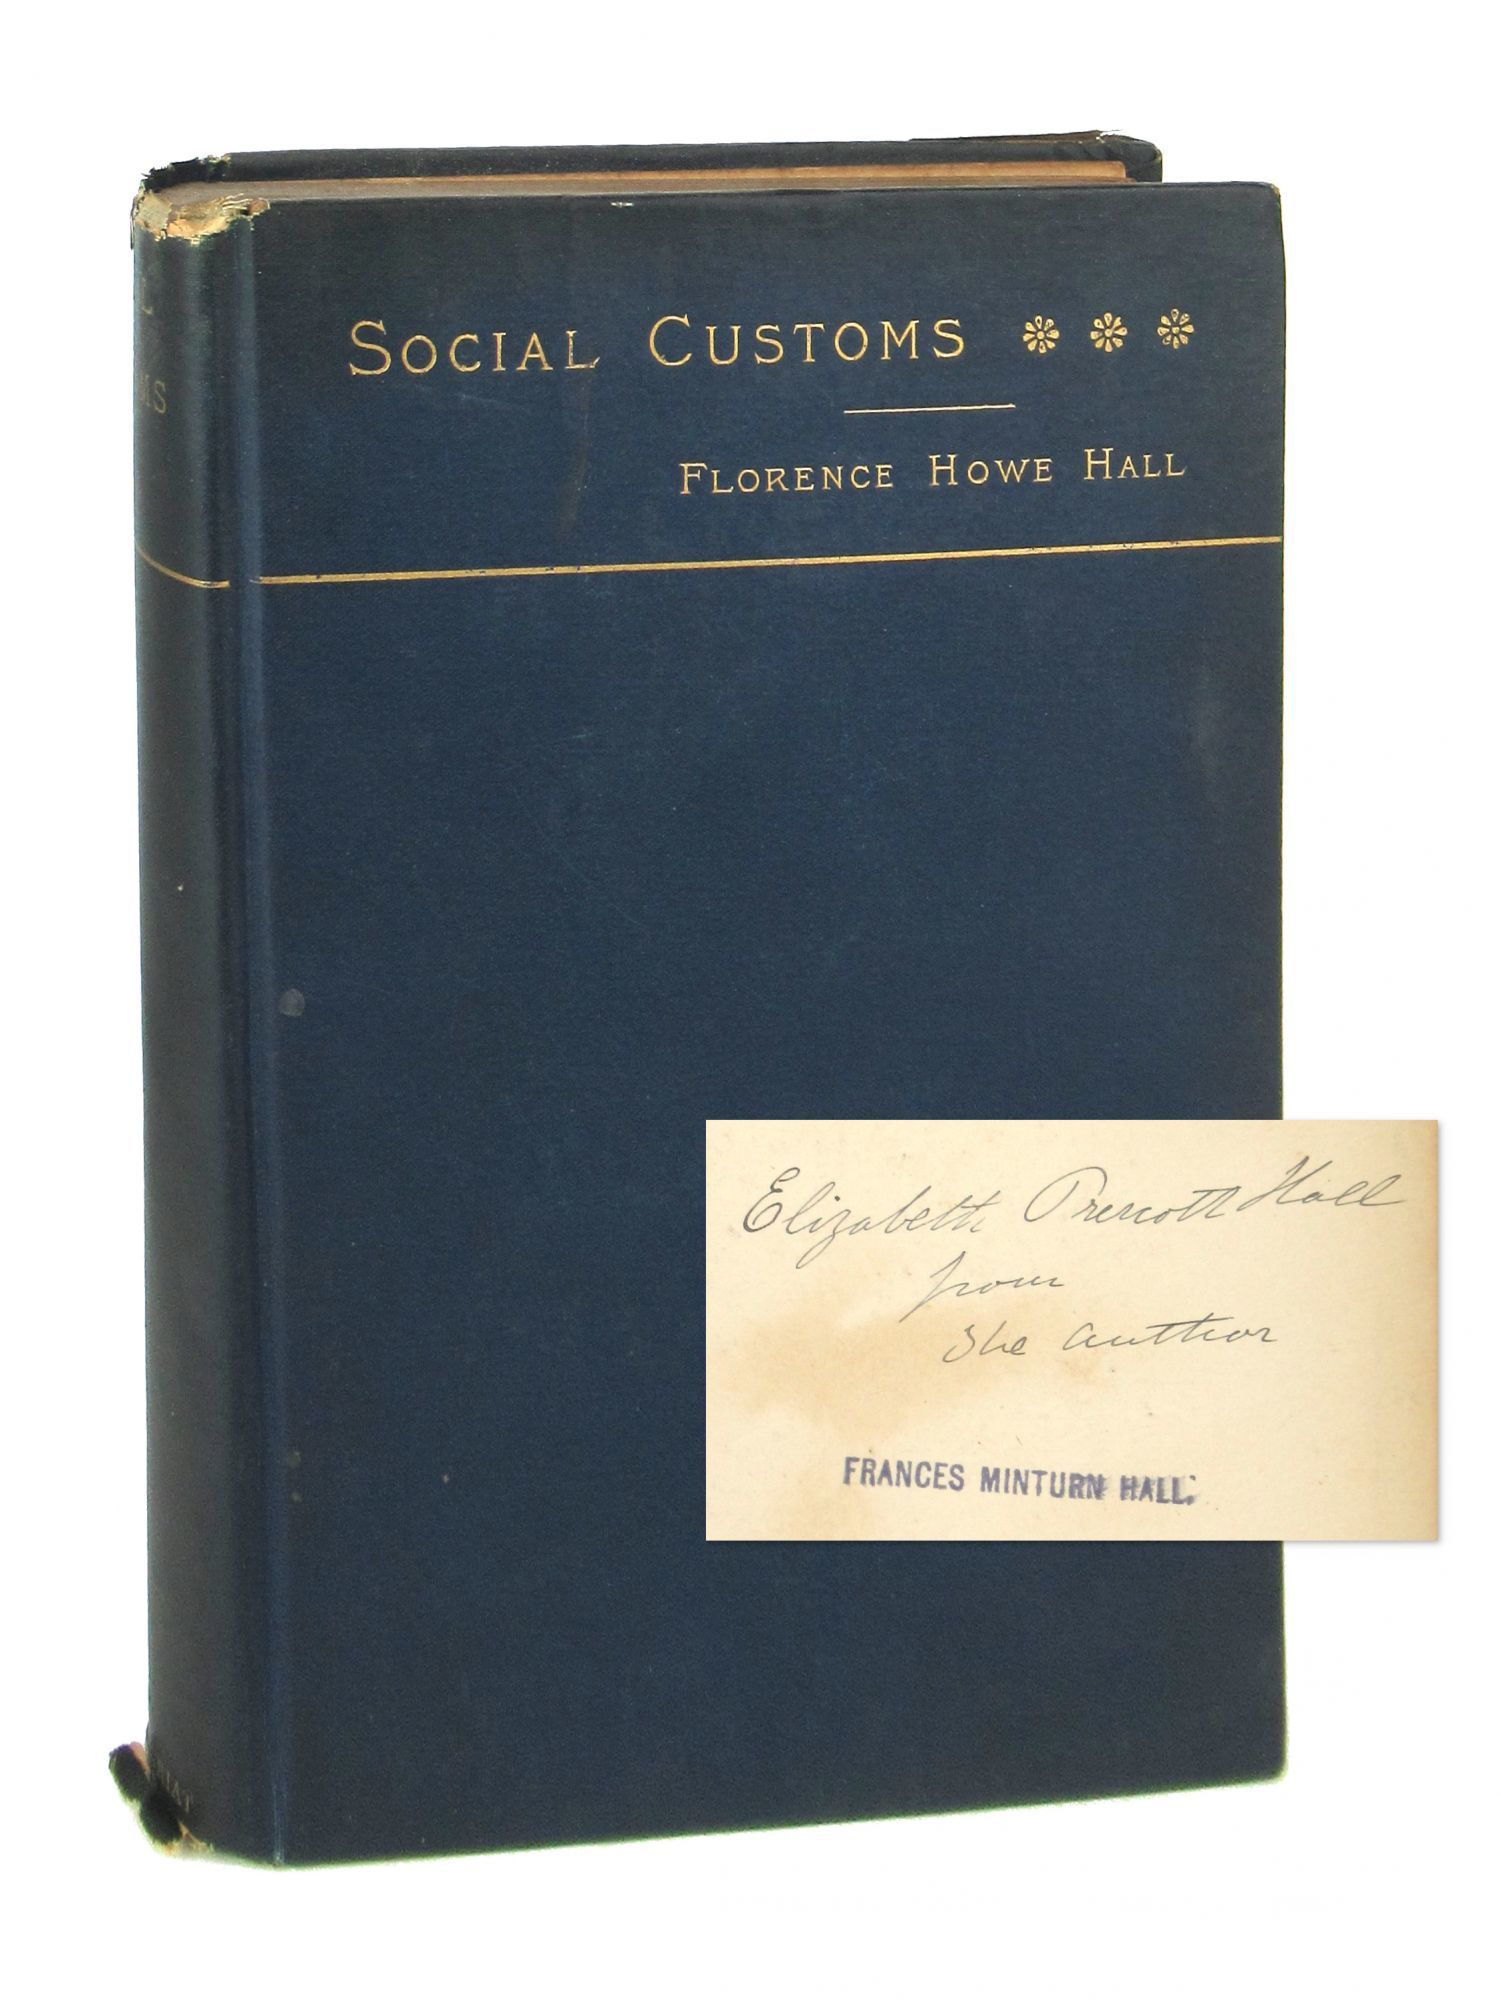 SOCIAL CUSTOMS
FLORENCE HOWE HALL
Elizabeth Prescott Hall
from
The author
FRANCES MINTURN HALL.